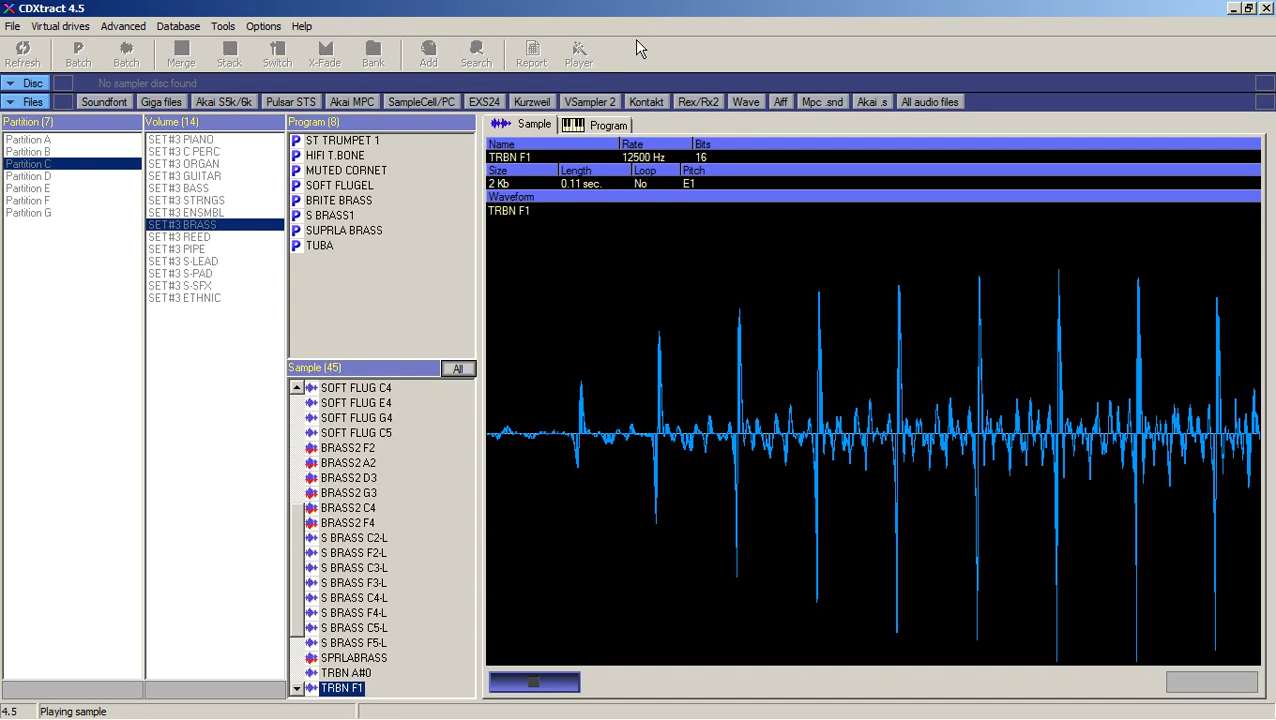 CDXtract 4.5
File Virtual drives Advanced Database Tools Options Help
Refresh Batch Batch Merge Stack Switch X-Fade Bank Add Search Report Player
Disc No sampler disc found
Files Soundfont Giga files Akai S5k/6k Pulsar STS Akai MPC SampleCell/PC EXS24 Kurzweil VSampler 2 Kontakt Rex/Rx2 Wave Aiff Mpc .snd Akai .s All audio files
Partition (7)
Partition A
Partition B
Partition C
Partition D
Partition E
Partition F
Partition G
Volume (14)
SET#3 PIANO
SET#3 C PERC
SET#3 ORGAN
SET#3 GUITAR
SET#3 BASS
SET#3 STRNGS
SET#3 ENSMBL
SET#3 BRASS
SET#3 REED
SET#3 PIPE
SET#3 S-LEAD
SET#3 S-PAD
SET#3 S-SFX
SET#3 ETHNIC
Program (8)
P ST TRUMPET 1
P HIFI T.BONE
P MUTED CORNET
P SOFT FLUGEL
P BRITE BRASS
P S BRASS1
P SUPRLA BRASS
P TUBA
Sample (45) All
SOFT FLUG C4
SOFT FLUG E4
SOFT FLUG G4
SOFT FLUG C5
BRASS2 F2
BRASS2 A2
BRASS2 D3
BRASS2 G3
BRASS2 C4
BRASS2 F4
S BRASS C2-L
S BRASS F2-L
S BRASS C3-L
S BRASS F3-L
S BRASS C4-L
S BRASS F4-L
S BRASS C5-L
S BRASS F5-L
SPRLABRASS
TRBN A#0
TRBN F1
Sample Program
Name Rate Bits
TRBN F1 12500 Hz 16
Size Length Loop Pitch
2 Kb 0.11 sec. No E1
Waveform
TRBN F1
4.5 Playing sample